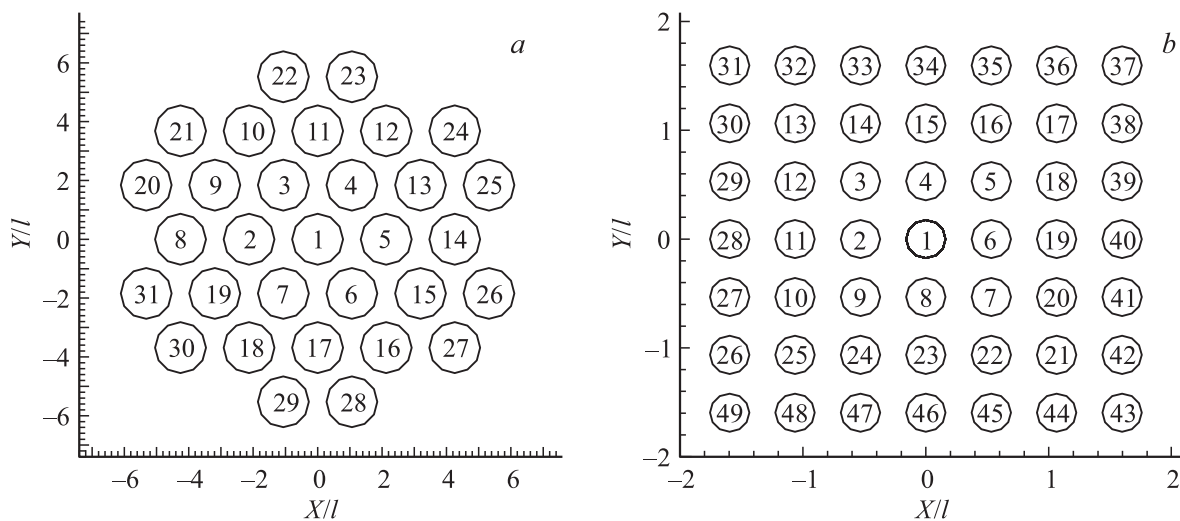 a
6
4
2
0
–2
–4
–6
Y/l
22 23
21 10 11 12 24
20 9 3 4 13 25
8 2 1 5 14
31 19 7 6 15 26
30 18 17 16 27
29 28
–6 –4 –2 0 2 4 6
X/l
b
2
1
0
–1
–2
Y/l
31 32 33 34 35 36 37
30 13 14 15 16 17 38
29 12 3 4 5 18 39
28 11 2 1 6 19 40
27 10 9 8 7 20 41
26 25 24 23 22 21 42
49 48 47 46 45 44 43
–2 –1 0 1 2
X/l